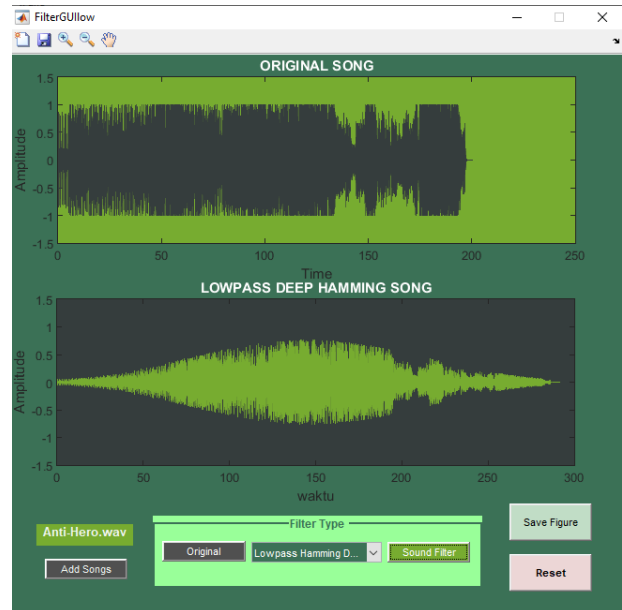 FilterGUIlow
ORIGINAL SONG
1.5
1
0.5
0
-0.5
-1
-1.5
Amplitude
0 50 100 150 200 250
Time
LOWPASS DEEP HAMMING SONG
1.5
1
0.5
0
-0.5
-1
-1.5
Amplitude
0 50 100 150 200 250 300
waktu
Anti-Hero.wav
Add Songs
Filter Type
Original
Lowpass Hamming D...
Sound Filter
Save Figure
Reset